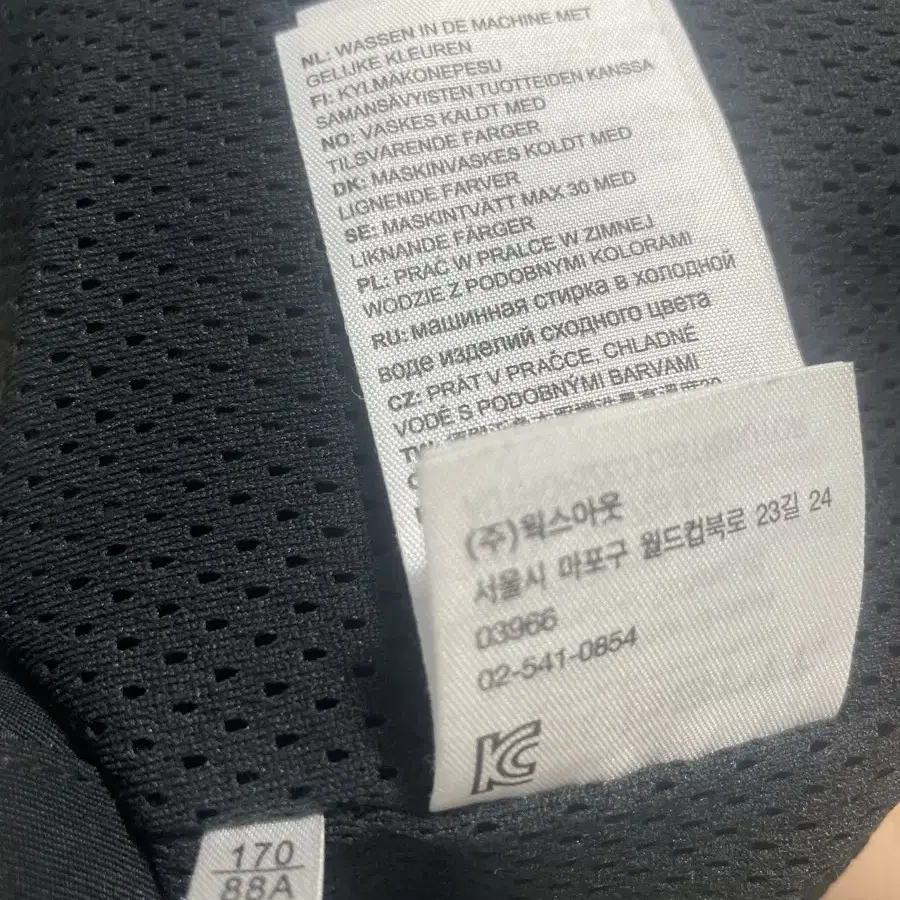 NL: WASSEN IN DE MACHINE MET
GELIJKE KLEUREN
FI: KYLMÄKONEPESU
SAMANSÄVYISTEN TUOTTEIDEN KANSSA
NO: VASKES KALDT MED
TILSVARENDE FARGER
DK: MASKINVASKES KOLDT MED
LIGNENDE FARVER
SE: MASKINTVÄTT MAX 30 MED
LIKNANDE FÄRGER
PL: PRAĆ W PRALCE W ZIMNEJ
WODZIE Z PODOBNYMI KOLORAMI
RU: машинная стирка в холодной
воде изделий сходного цвета
CZ: PRÁT V PRAČCE, CHLADNÉ
VODĚ S PODOBNÝMI BARVAMI
(주)웍스아웃
서울시 마포구 월드컵북로 23길 24
03966
02-541-0854
KC
170
88A